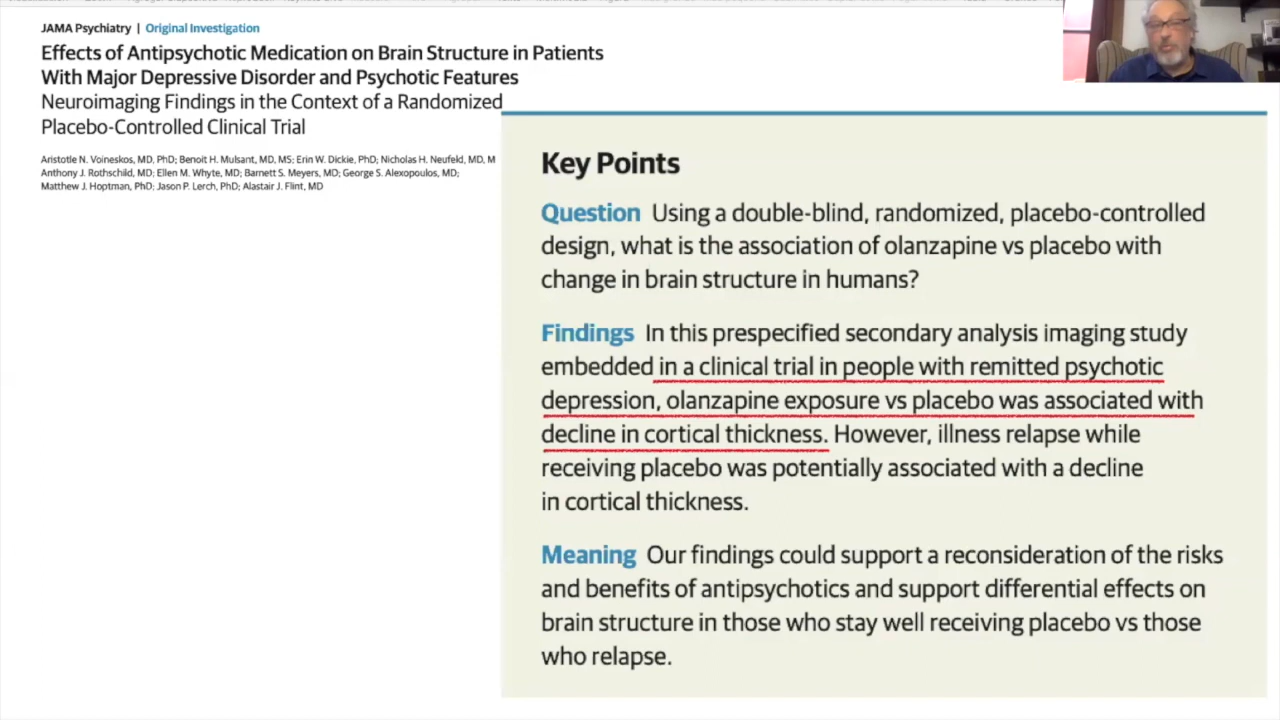 JAMA Psychiatry | Original Investigation
Effects of Antipsychotic Medication on Brain Structure in Patients
With Major Depressive Disorder and Psychotic Features
Neuroimaging Findings in the Context of a Randomized
Placebo-Controlled Clinical Trial
Aristotle N. Voineskos, MD, PhD; Benoit H. Mulsant, MD, MS; Erin W. Dickie, PhD; Nicholas H. Neufeld, MD, M
Anthony J. Rothschild, MD; Ellen M. Whyte, MD; Barnett S. Meyers, MD; George S. Alexopoulos, MD;
Matthew J. Hoptman, PhD; Jason P. Lerch, PhD; Alastair J. Flint, MD
Key Points
Question Using a double-blind, randomized, placebo-controlled
design, what is the association of olanzapine vs placebo with
change in brain structure in humans?
Findings In this prespecified secondary analysis imaging study
embedded in a clinical trial in people with remitted psychotic
depression, olanzapine exposure vs placebo was associated with
decline in cortical thickness. However, illness relapse while
receiving placebo was potentially associated with a decline
in cortical thickness.
Meaning Our findings could support a reconsideration of the risks
and benefits of antipsychotics and support differential effects on
brain structure in those who stay well receiving placebo vs those
who relapse.